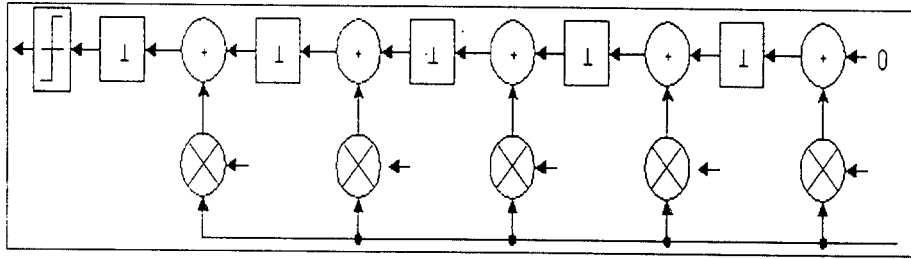 ⊥ + ⊥ + ⊥ + ⊥ + ⊥ + 0